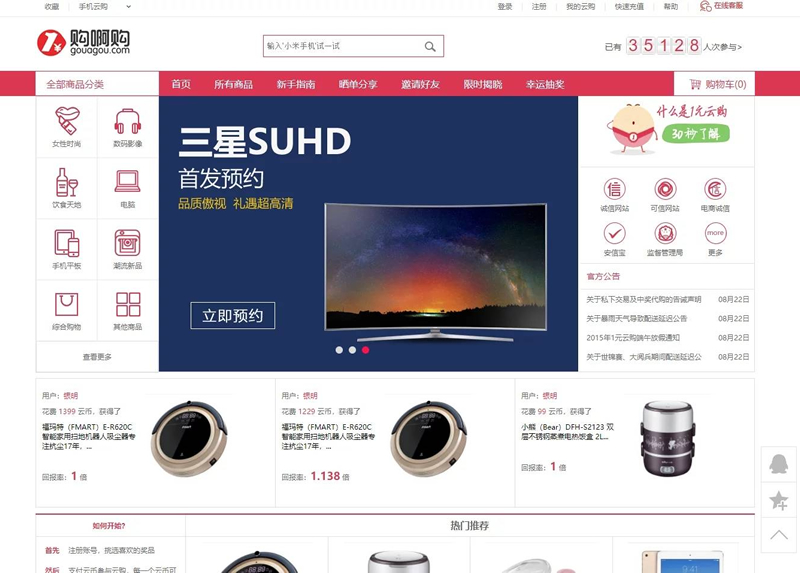 收藏 手机云购
登录 注册 我的云购 快速充值 帮助 在线客服
购啊购
gouagou.com
输入'小米手机'试一试
已有 35128 人次参与>
全部商品分类 首页 所有商品 新手指南 晒单分享 邀请好友 限时揭晓 幸运抽奖 购物车(0)
女性时尚 数码影像
饮食天地 电脑
手机平板 潮流新品
综合购物 其他商品
查看更多
三星SUHD
首发预约
品质傲视 礼遇超高清
立即预约
什么是1元云购
30秒了解
诚信网站 可信网站 电商诚信
more
安信宝 监督管理局 更多
官方公告
关于私下交易及中奖代购的告诫声明 08月22日
关于暴雨天气导致配送延迟公告 08月22日
2015年1元云购端午放假通知 08月22日
关于世锦赛、大阅兵期间配送延迟公 08月22日
用户：
花费 1399 云币，获得了
福玛特（FMART）E-R620C
智能家用扫地机器人吸尘器专
注抗尘17年，...
回报率：1 倍
用户：
花费 1229 云币，获得了
福玛特（FMART）E-R620C
智能家用扫地机器人吸尘器专
注抗尘17年，...
回报率：1.138 倍
用户：
花费 99 云币，获得了
小熊（Bear）DFH-S2123 双
层不锈钢蒸煮电热饭盒 2L...
回报率：1 倍
如何开始?
热门推荐
首先 注册账号，挑选喜欢的奖品
然后 支付云币参与云购，每一个云币可